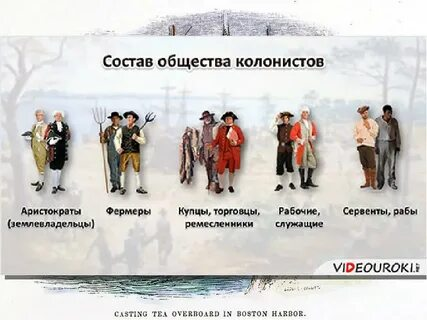 Состав общества колонистов
Аристократы
(землевладельцы)
Фермеры
Купцы, торговцы,
ремесленники
Рабочие,
служащие
Сервенты, рабы
VIDEOUROKI.net
CASTING TEA OVERBOARD IN BOSTON HARBOR.